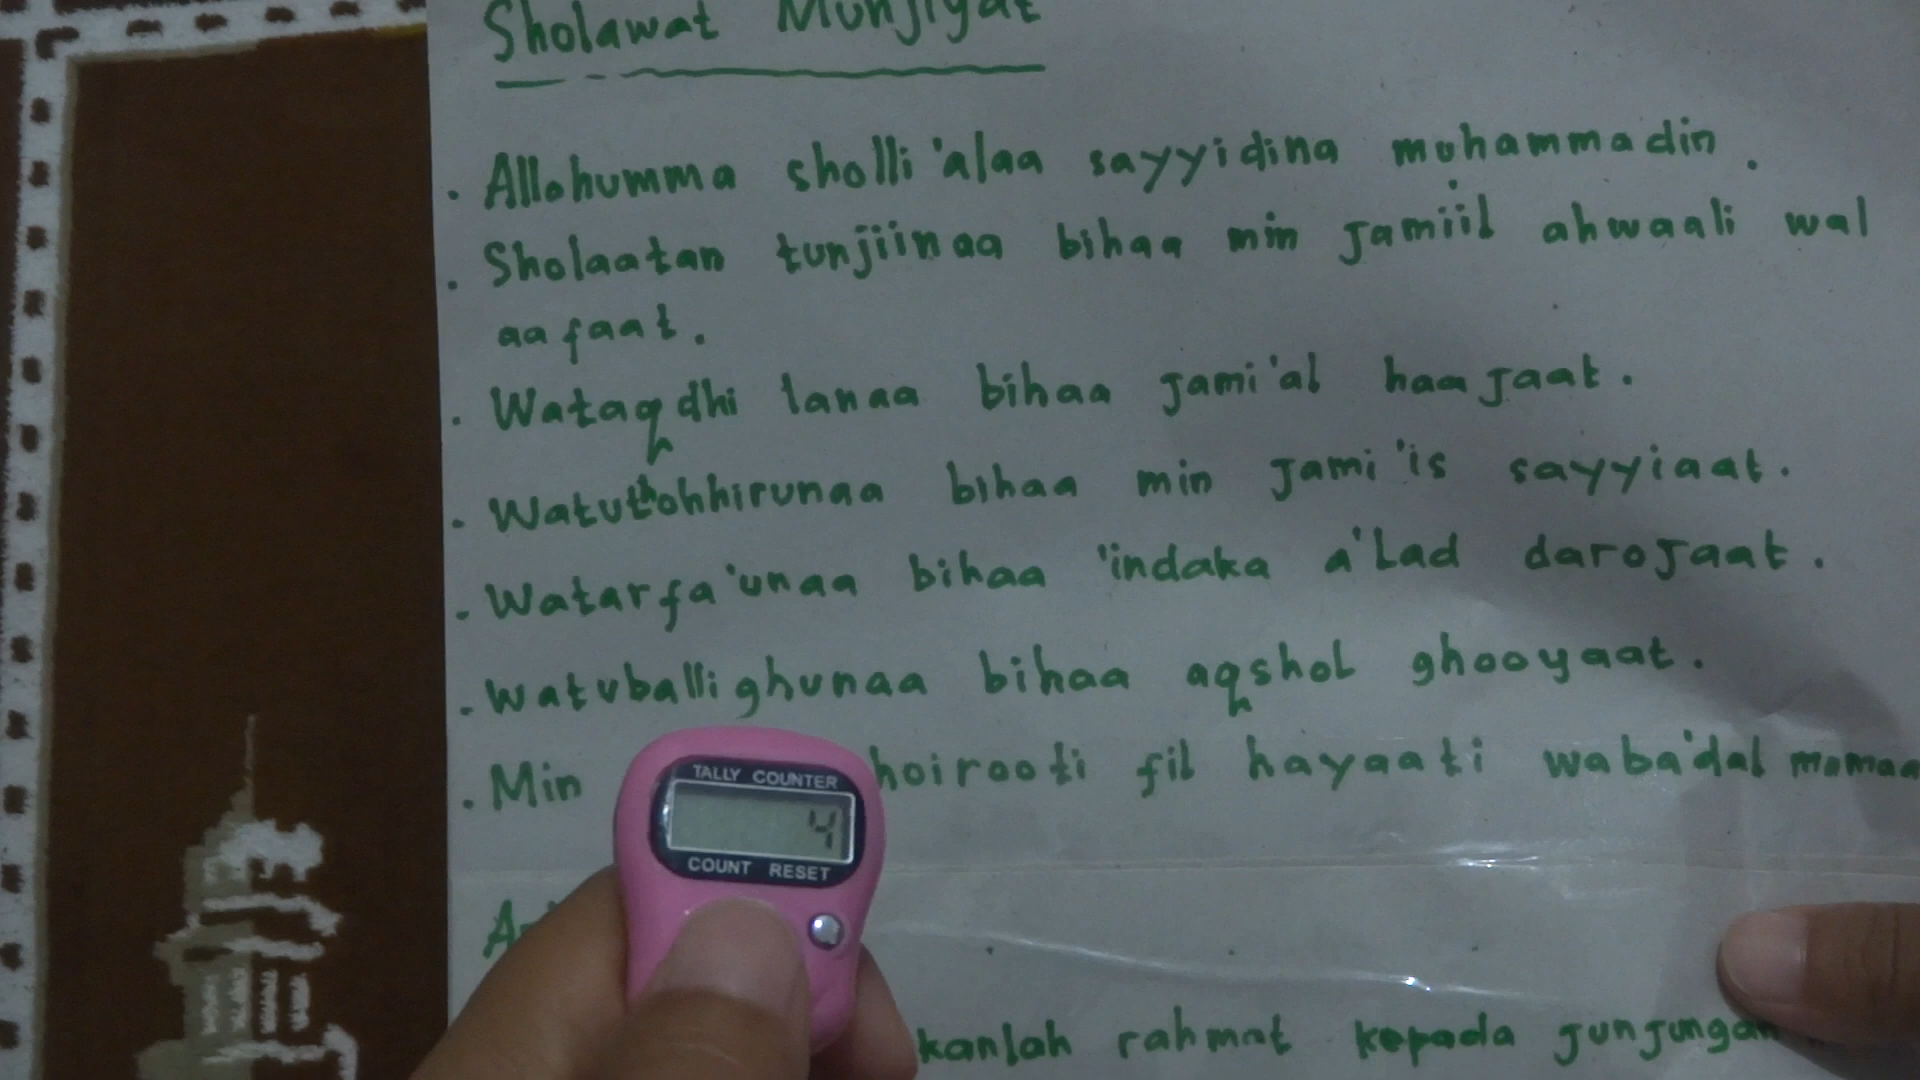 Sholawat Munjiyat
. Allohumma sholli 'alaa sayyidina muhammadin .
. Sholaatan tunjiinaa bihaa min jamiil ahwaali wal
aafaat .
. Wataqdhi lanaa bihaa jami'al haajaat .
. Watuthohhirunaa bihaa min jami'is sayyiaat .
. Watarfa'unaa bihaa 'indaka a'lad darojaat .
. Watuballighunaa bihaa aqshol ghooyaat .
. Min hoirooti fil hayaati waba'dal mamaa
TALLY COUNTER
4
COUNT RESET
kanlah rahmat kepada junjungan